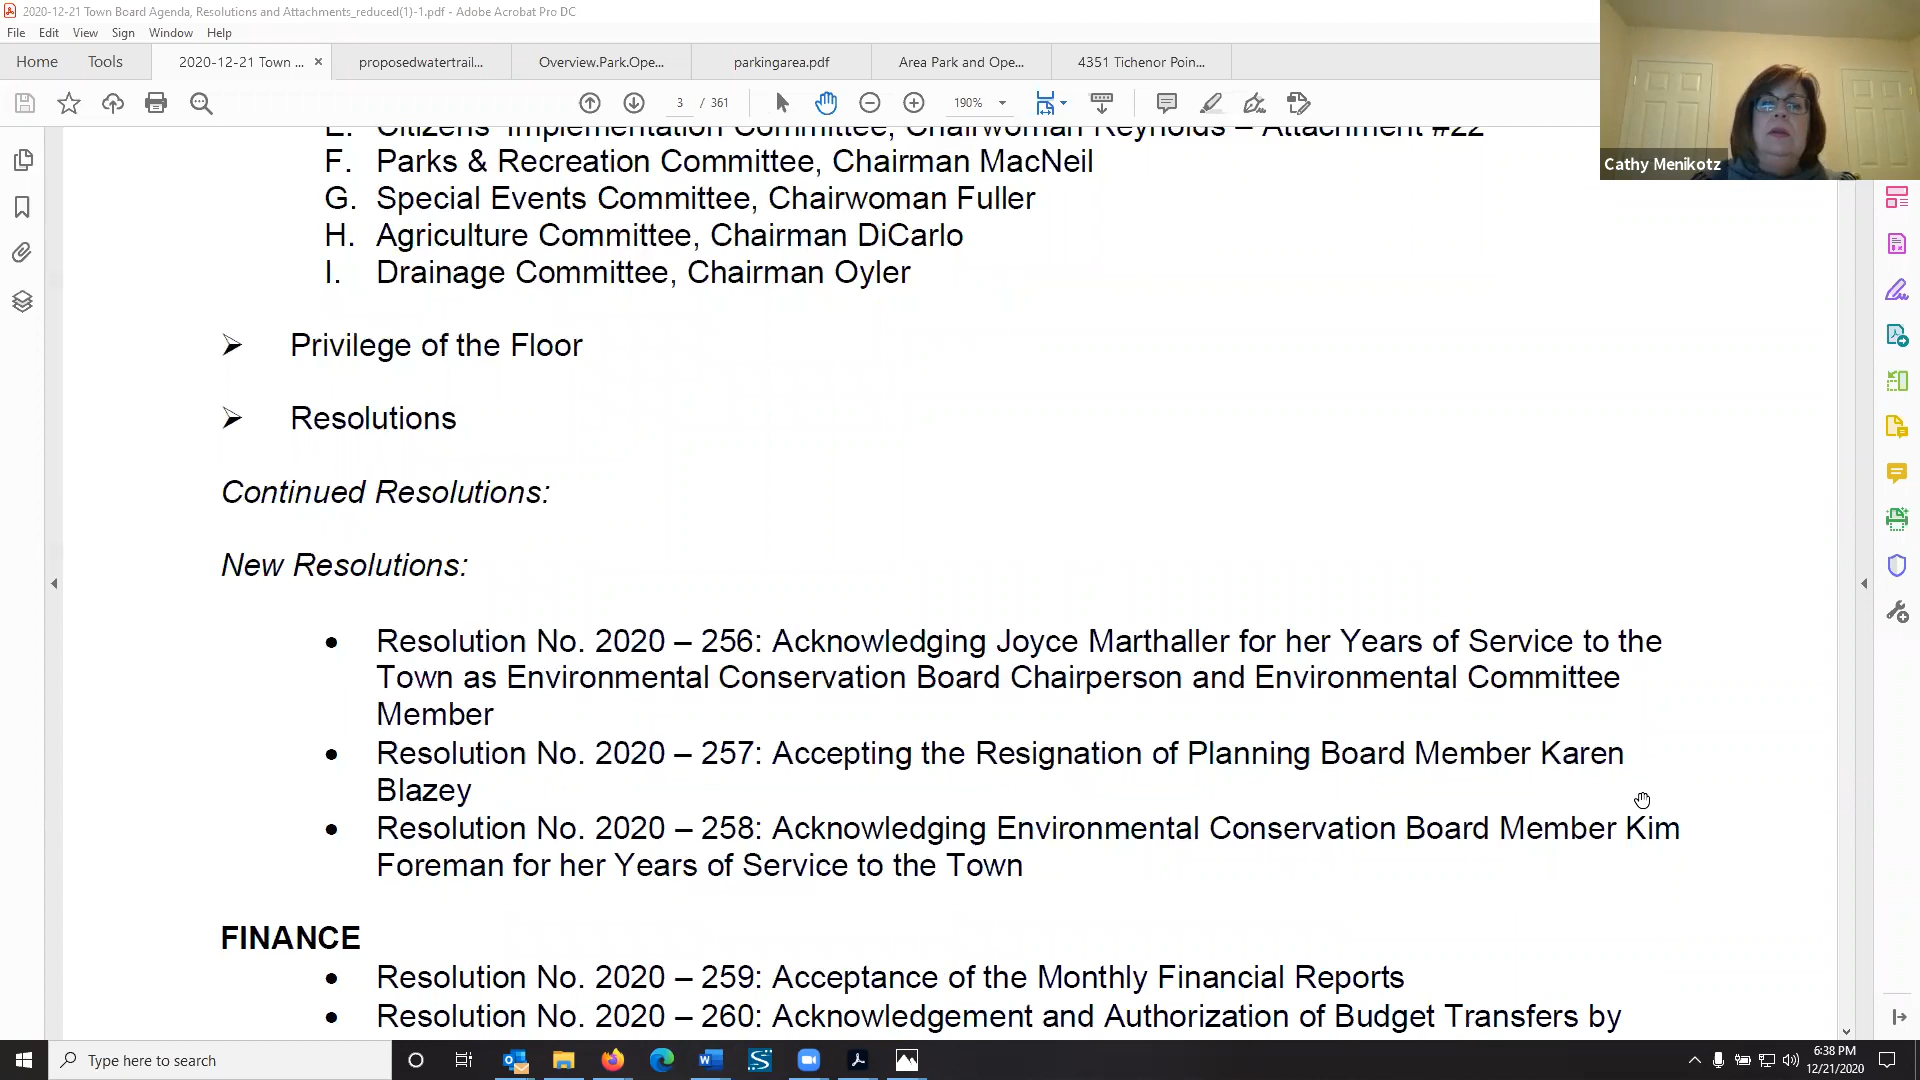 2020-12-21 Town Board Agenda, Resolutions and Attachments_reduced(1)-1.pdf - Adobe Acrobat Pro DC
File Edit View Sign Window Help
Home Tools 2020-12-21 Town ... × proposedwatertrail... Overview.Park.Ope... parkingarea.pdf Area Park and Ope... 4351 Tichenor Poin...
3 / 361 190%
Cathy Menikotz
E. Citizens' Implementation Committee, Chairwoman Reynolds – Attachment #22
F. Parks & Recreation Committee, Chairman MacNeil
G. Special Events Committee, Chairwoman Fuller
H. Agriculture Committee, Chairman DiCarlo
I. Drainage Committee, Chairman Oyler
➢ Privilege of the Floor
➢ Resolutions
Continued Resolutions:
New Resolutions:
• Resolution No. 2020 – 256: Acknowledging Joyce Marthaller for her Years of Service to the
Town as Environmental Conservation Board Chairperson and Environmental Committee
Member
• Resolution No. 2020 – 257: Accepting the Resignation of Planning Board Member Karen
Blazey
• Resolution No. 2020 – 258: Acknowledging Environmental Conservation Board Member Kim
Foreman for her Years of Service to the Town
FINANCE
• Resolution No. 2020 – 259: Acceptance of the Monthly Financial Reports
• Resolution No. 2020 – 260: Acknowledgement and Authorization of Budget Transfers by
Type here to search
6:38 PM
12/21/2020